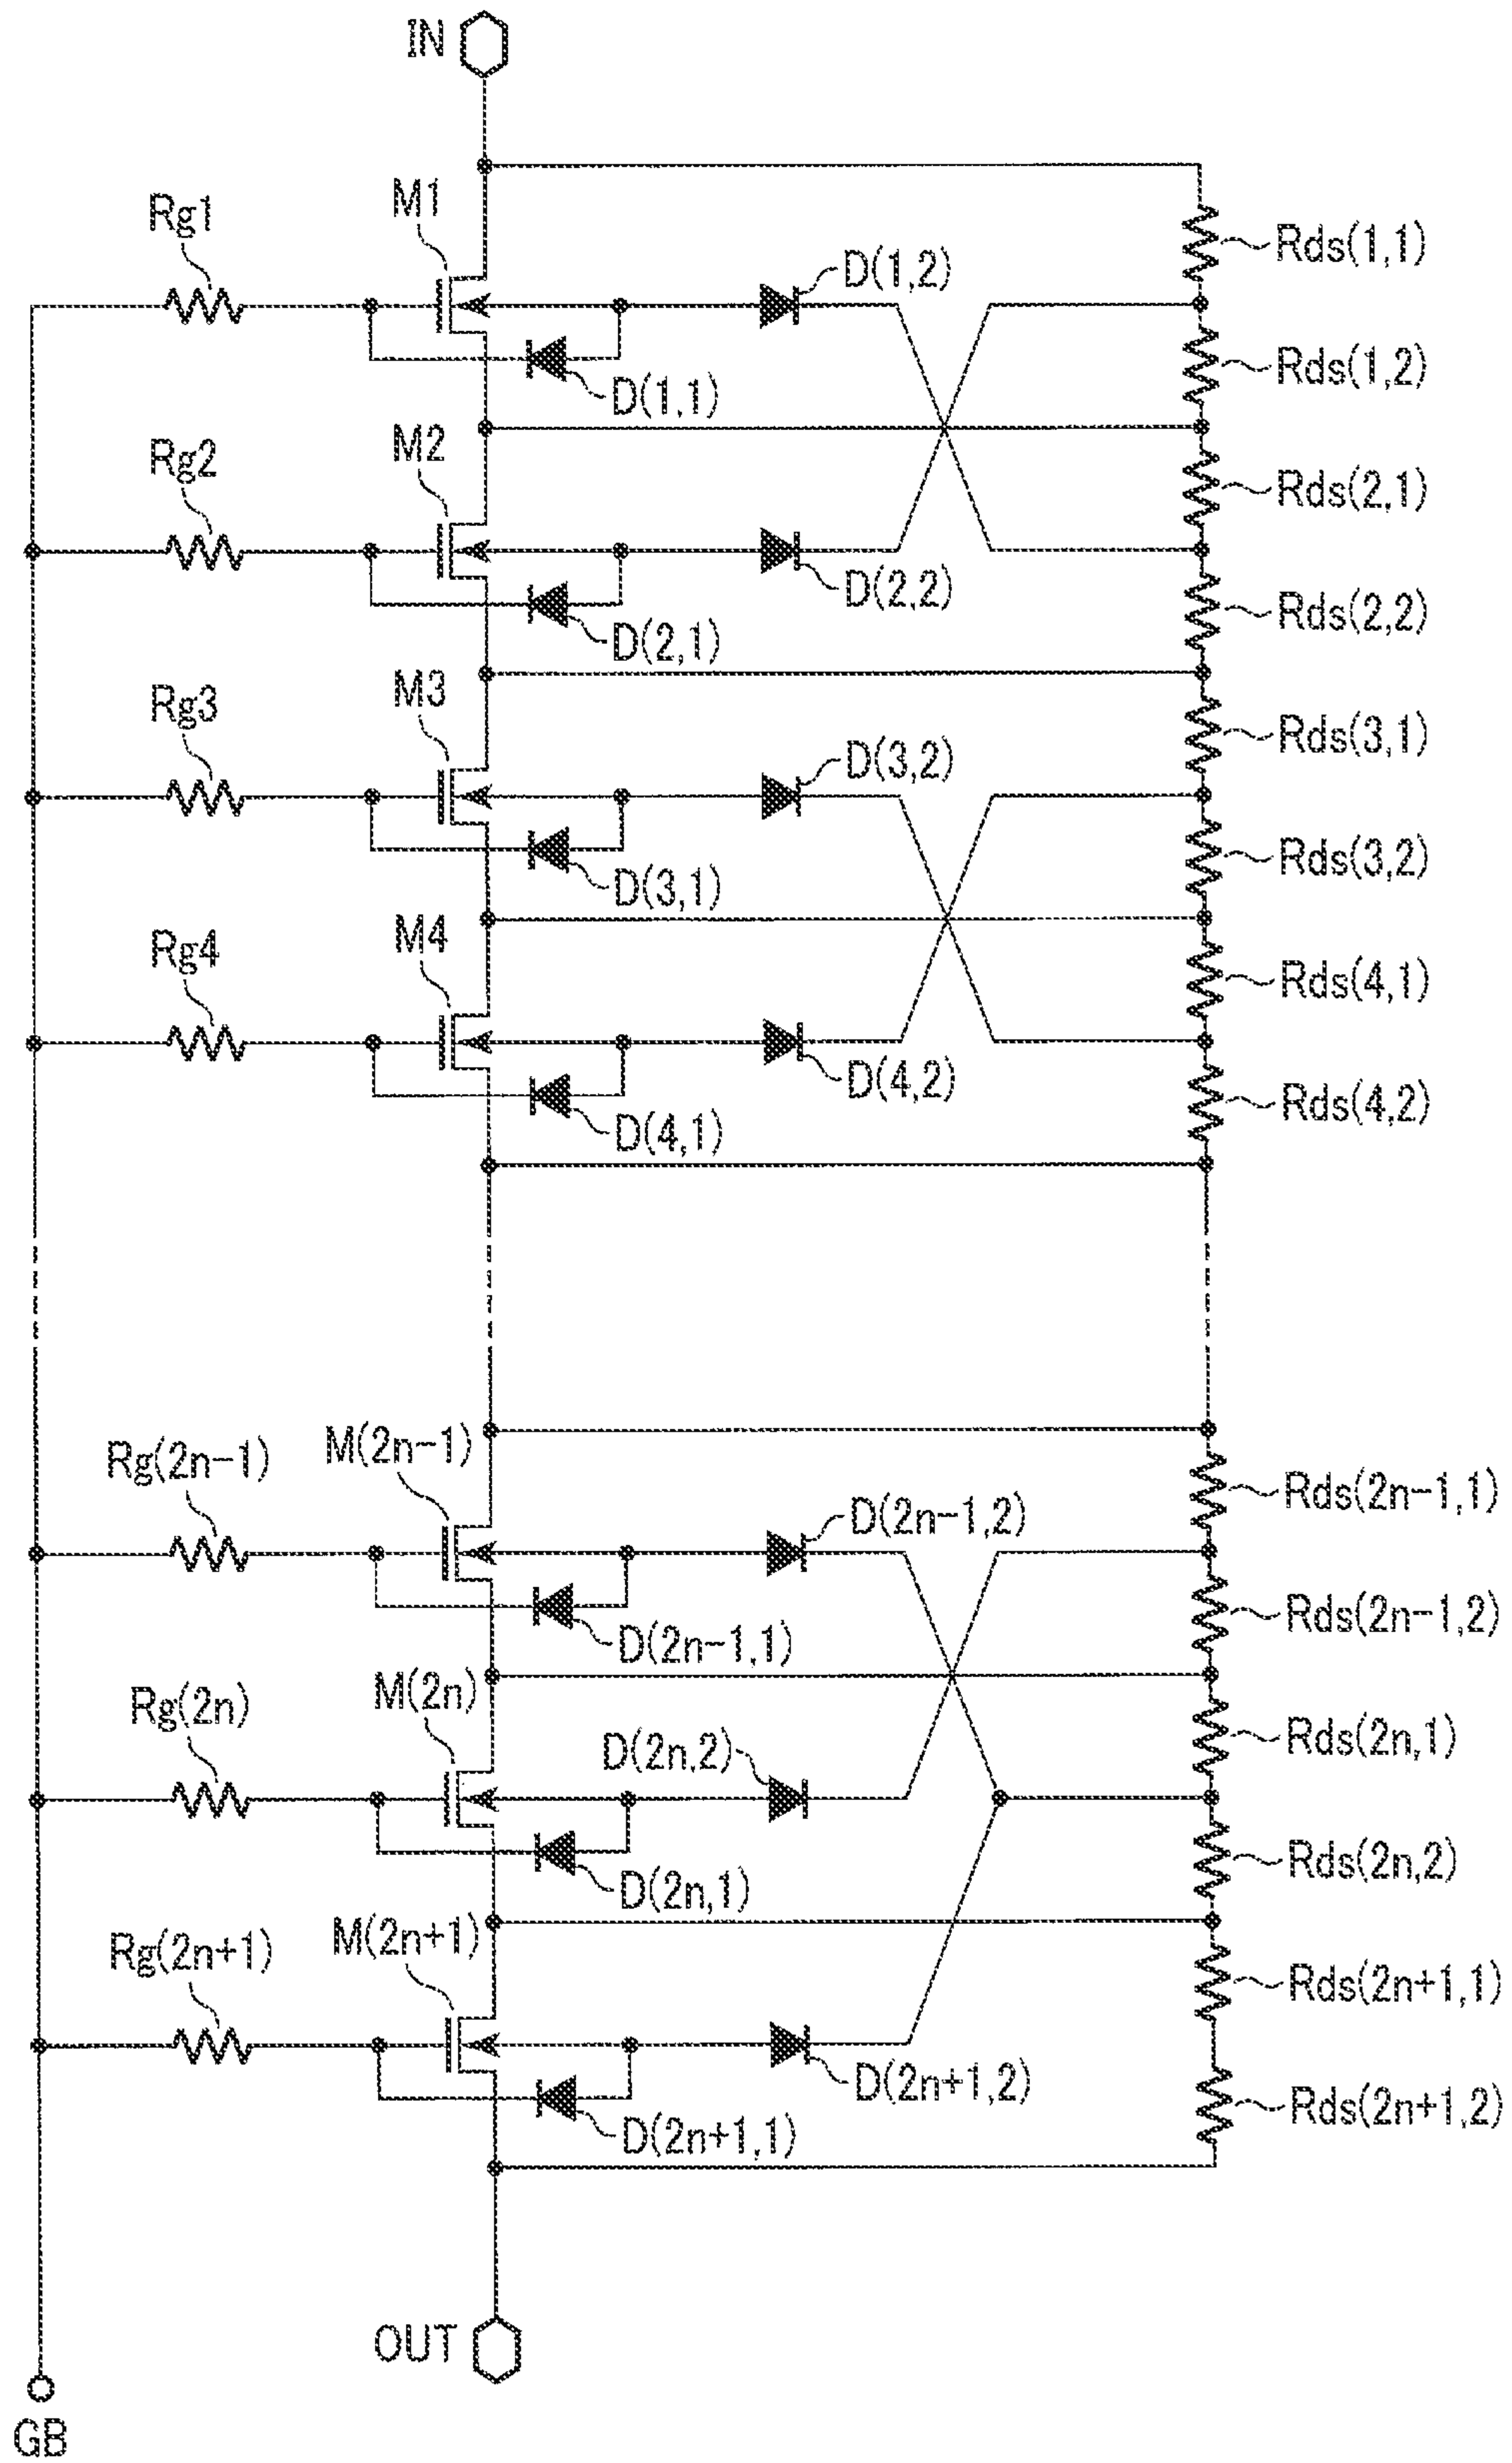 IN
M1
Rg1
Rds(1,1)
D(1,2)
Rds(1,2)
D(1,1)
M2
Rg2
Rds(2,1)
D(2,2)
Rds(2,2)
D(2,1)
M3
Rg3
Rds(3,1)
D(3,2)
Rds(3,2)
D(3,1)
M4
Rg4
Rds(4,1)
D(4,2)
Rds(4,2)
D(4,1)
M(2n-1)
Rg(2n-1)
Rds(2n-1,1)
D(2n-1,2)
Rds(2n-1,2)
D(2n-1,1)
M(2n)
Rg(2n)
Rds(2n,1)
D(2n,2)
Rds(2n,2)
D(2n,1)
M(2n+1)
Rg(2n+1)
Rds(2n+1,1)
D(2n+1,2)
Rds(2n+1,2)
D(2n+1,1)
OUT
GB